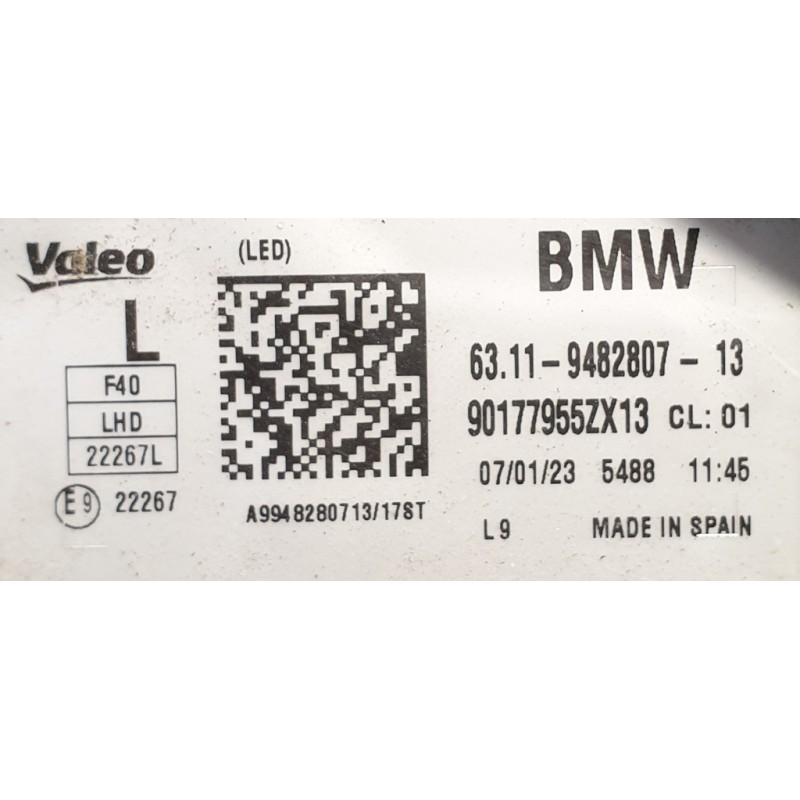 Valeo
(LED)
BMW
L
F40
LHD
22267L
E9 22267
A9948280713/17ST
63.11-9482807-13
90177955ZX13 CL: 01
07/01/23 5488 11:45
L9 MADE IN SPAIN